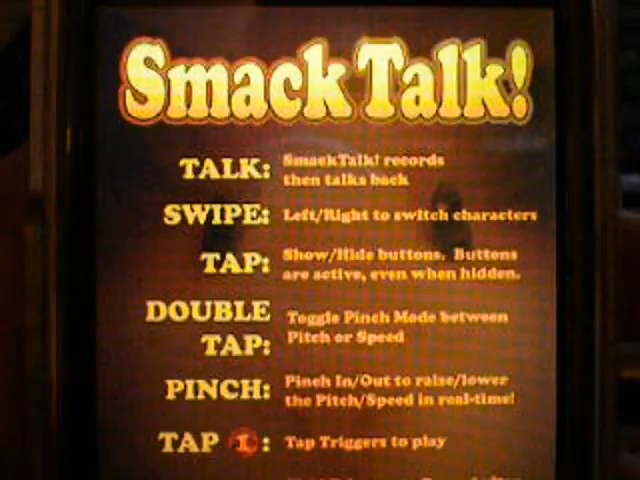 Smack Talk!
TALK: SmackTalk! records
then talks back
SWIPE: Left/Right to switch characters
TAP: Show/Hide buttons. Buttons
are active, even when hidden.
DOUBLE
TAP: Toggle Pinch Mode between
Pitch or Speed
PINCH: Pinch In/Out to raise/lower
the Pitch/Speed in real-time!
TAP 1: Tap Triggers to play